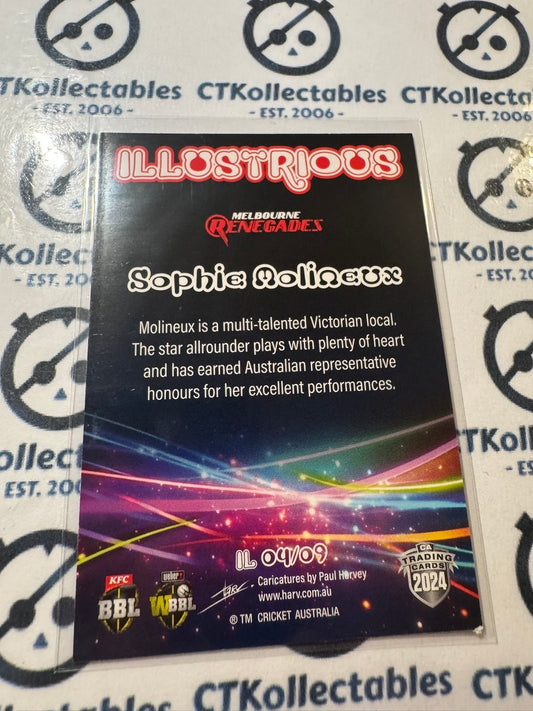 CTKollectables CTKollectables CTKollectables
- EST. 2006 - - EST. 2006 - - EST. 2006 -
ILLUSTRIOUS
MELBOURNE
RENEGADES
Sophie Molineux
Molineux is a multi-talented Victorian local.
The star allrounder plays with plenty of heart
and has earned Australian representative
honours for her excellent performances.
IL 04/09
KFC
BBL
weber
WBBL
HARV
Caricatures by Paul Harvey
www.harv.com.au
® TM CRICKET AUSTRALIA
CA
TRADING
CARDS
2024
CTKollectables